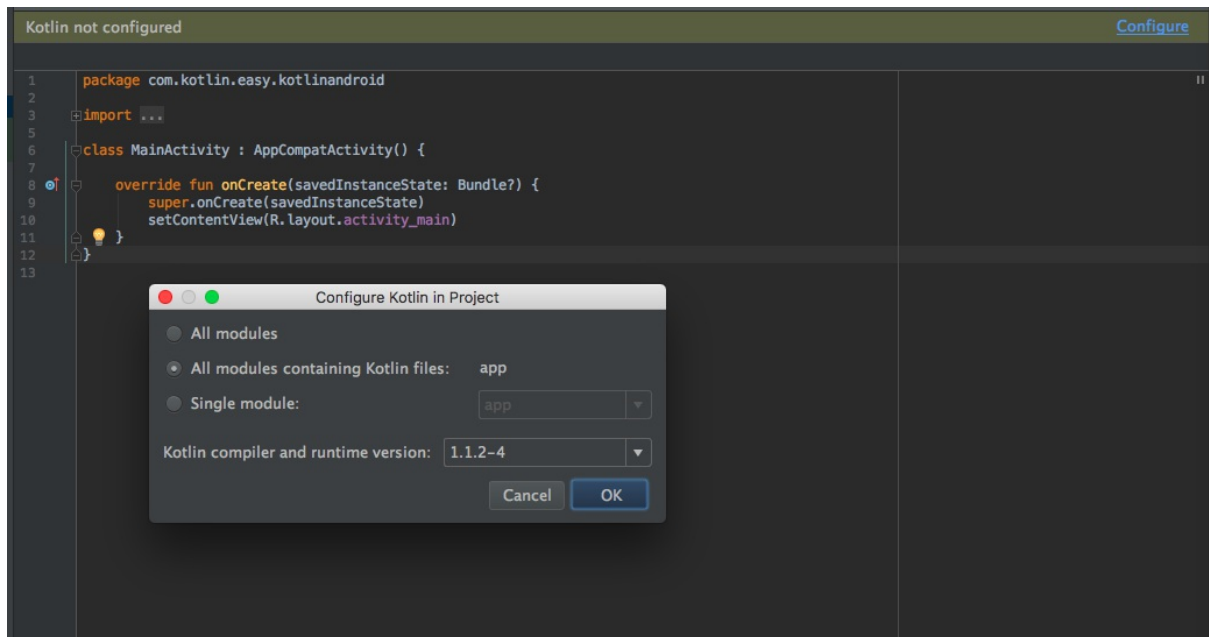 Kotlin not configured Configure
1 package com.kotlin.easy.kotlinandroid
2
3 import ...
5
6 class MainActivity : AppCompatActivity() {
7
8 override fun onCreate(savedInstanceState: Bundle?) {
9 super.onCreate(savedInstanceState)
10 setContentView(R.layout.activity_main)
11 }
12 }
13
Configure Kotlin in Project
All modules
All modules containing Kotlin files: app
Single module: app
Kotlin compiler and runtime version: 1.1.2-4
Cancel OK